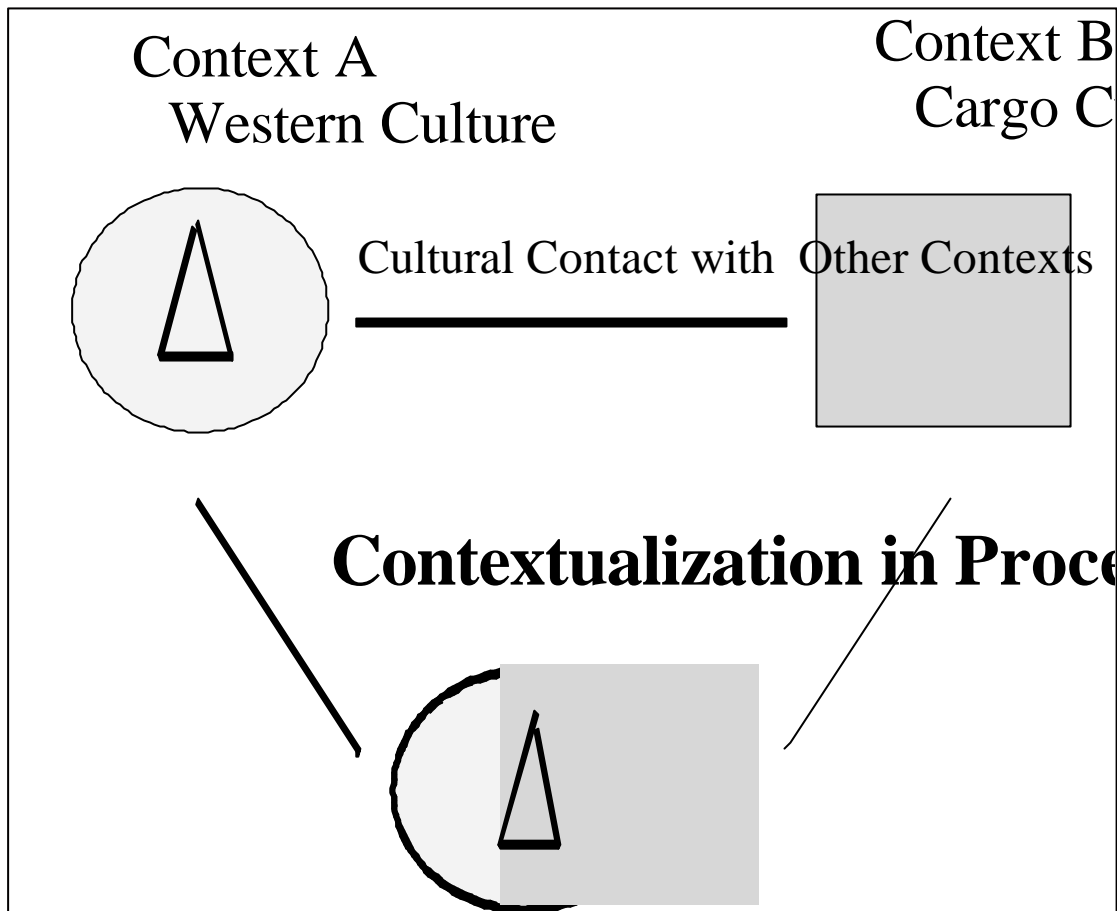 Context A
Western Culture
Context B
Cargo C
Cultural Contact with Other Contexts
Contextualization in Proce